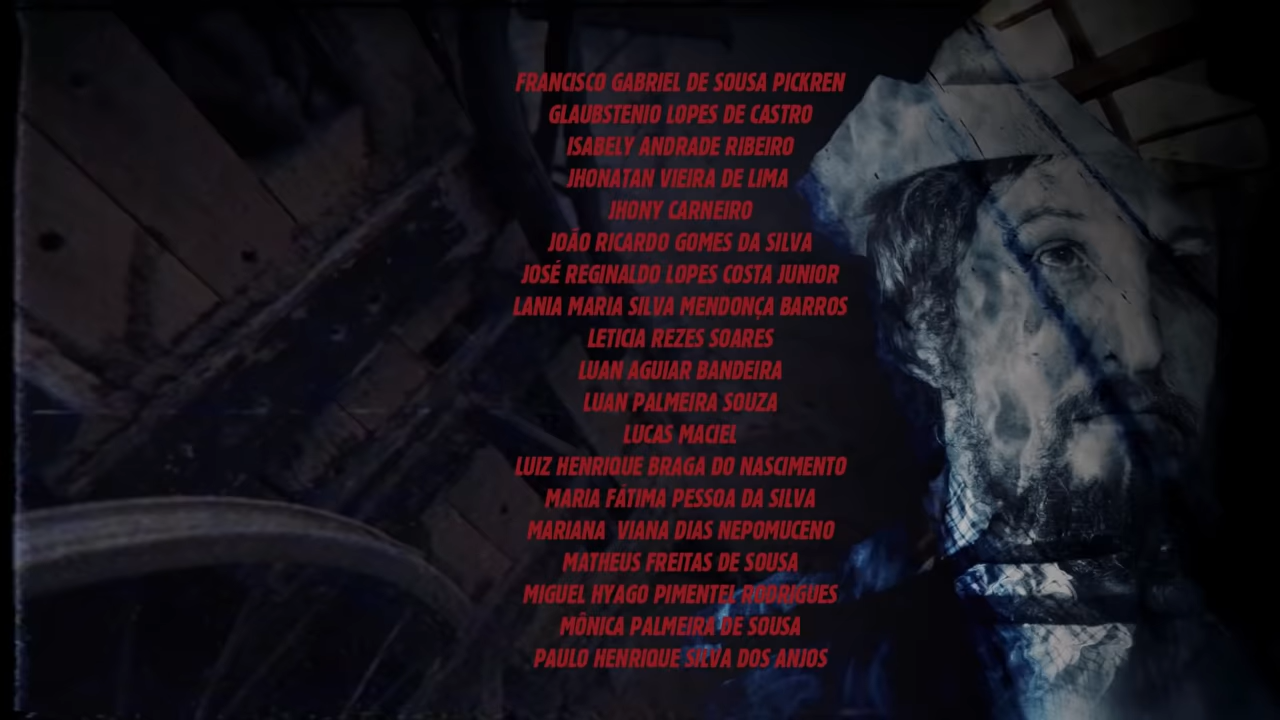 FRANCISCO GABRIEL DE SOUSA PICKREN
GLAUBSTENIO LOPES DE CASTRO
ISABELY ANDRADE RIBEIRO
JHONATAN VIEIRA DE LIMA
JHONY CARNEIRO
JOÃO RICARDO GOMES DA SILVA
JOSÉ REGINALDO LOPES COSTA JUNIOR
LANIA MARIA SILVA MENDONÇA BARROS
LETICIA REZES SOARES
LUAN AGUIAR BANDEIRA
LUAN PALMEIRA SOUZA
LUCAS MACIEL
LUIZ HENRIQUE BRAGA DO NASCIMENTO
MARIA FÁTIMA PESSOA DA SILVA
MARIANA VIANA DIAS NEPOMUCENO
MATHEUS FREITAS DE SOUSA
MIGUEL HYAGO PIMENTEL RODRIGUES
MÔNICA PALMEIRA DE SOUSA
PAULO HENRIQUE SILVA DOS ANJOS